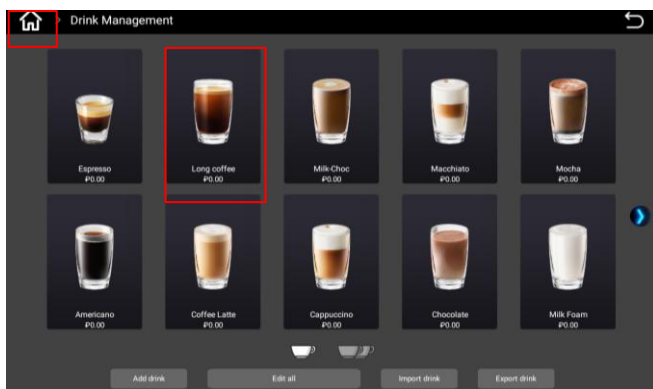 Drink Management
Espresso
₽0.00
Long coffee
₽0.00
Milk-Choc
₽0.00
Macchiato
₽0.00
Mocha
₽0.00
Americano
₽0.00
Coffee Latte
₽0.00
Cappuccino
₽0.00
Chocolate
₽0.00
Milk Foam
₽0.00
Add drink
Edit all
Import drink
Export drink